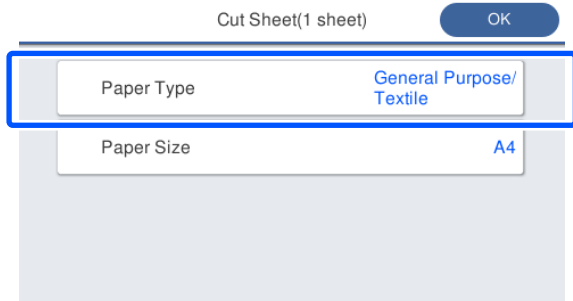 Cut Sheet(1 sheet) OK
Paper Type General Purpose/
Textile
Paper Size A4